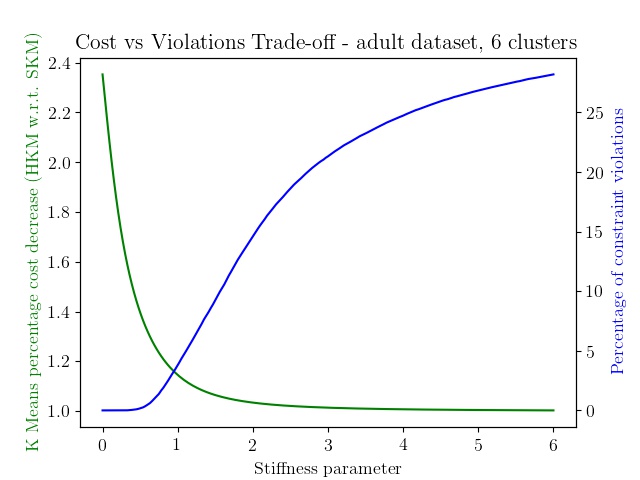 Cost vs Violations Trade-off - adult dataset, 6 clusters
K Means percentage cost decrease (HKM w.r.t. SKM)
2.4
2.2
2.0
1.8
1.6
1.4
1.2
1.0
25
20
15
10
5
0
Percentage of constraint violations
0 1 2 3 4 5 6
Stiffness parameter